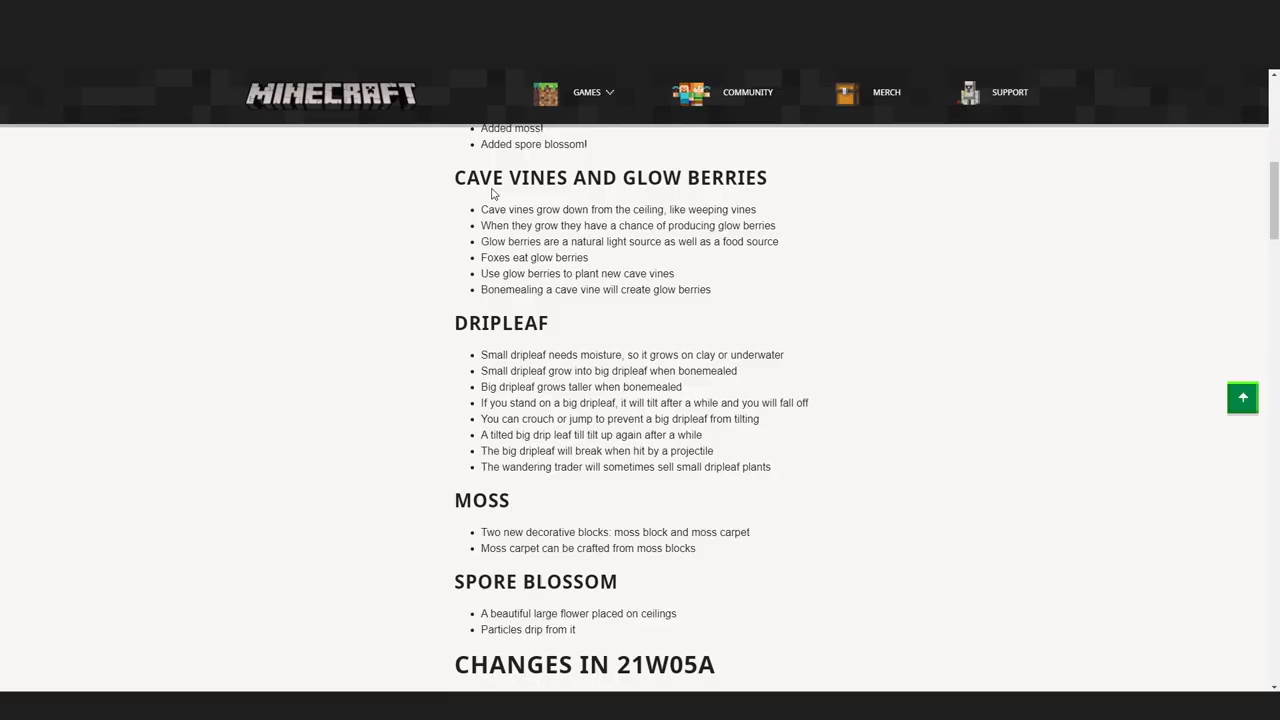 MINECRAFT
GAMES
COMMUNITY
MERCH
SUPPORT
Added moss!
Added spore blossom!
CAVE VINES AND GLOW BERRIES
Cave vines grow down from the ceiling, like weeping vines
When they grow they have a chance of producing glow berries
Glow berries are a natural light source as well as a food source
Foxes eat glow berries
Use glow berries to plant new cave vines
Bonemealing a cave vine will create glow berries
DRIPLEAF
Small dripleaf needs moisture, so it grows on clay or underwater
Small dripleaf grow into big dripleaf when bonemealed
Big dripleaf grows taller when bonemealed
If you stand on a big dripleaf, it will tilt after a while and you will fall off
You can crouch or jump to prevent a big dripleaf from tilting
A tilted big drip leaf till tilt up again after a while
The big dripleaf will break when hit by a projectile
The wandering trader will sometimes sell small dripleaf plants
MOSS
Two new decorative blocks: moss block and moss carpet
Moss carpet can be crafted from moss blocks
SPORE BLOSSOM
A beautiful large flower placed on ceilings
Particles drip from it
CHANGES IN 21W05A